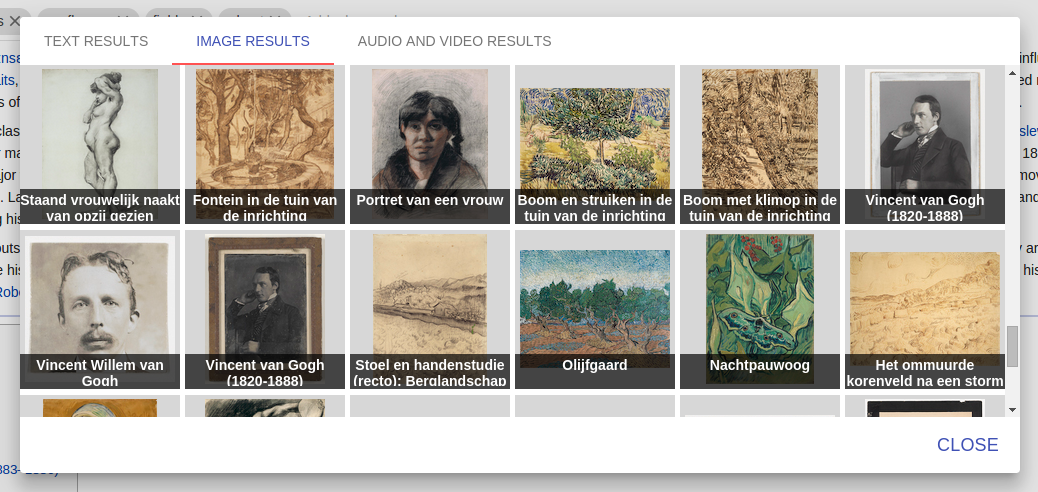 TEXT RESULTS IMAGE RESULTS AUDIO AND VIDEO RESULTS
Staand vrouwelijk naakt
van opzij gezien
Fontein in de tuin van
de inrichting
Portret van een vrouw
Boom en struiken in de
tuin van de inrichting
Boom met klimop in de
tuin van de inrichting
Vincent van Gogh
(1820-1888)
Vincent Willem van
Gogh
Vincent van Gogh
(1820-1888)
Stoel en handenstudie
(recto): Berglandschap
Olijfgaard
Nachtpauwoog
Het ommuurde
korenveld na een storm
CLOSE